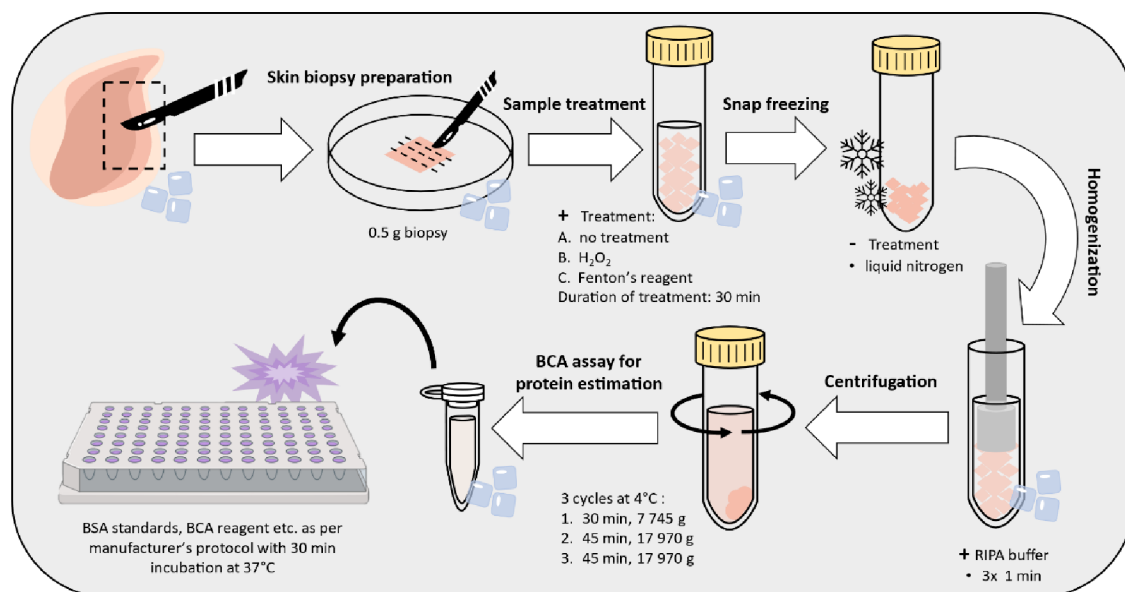 Skin biopsy preparation
0.5 g biopsy
Sample treatment
+ Treatment:
A. no treatment
B. H₂O₂
C. Fenton's reagent
Duration of treatment: 30 min
Snap freezing
- Treatment
• liquid nitrogen
Homogenization
+ RIPA buffer
• 3x 1 min
Centrifugation
3 cycles at 4°C :
1. 30 min, 7 745 g
2. 45 min, 17 970 g
3. 45 min, 17 970 g
BCA assay for
protein estimation
BSA standards, BCA reagent etc. as per
manufacturer's protocol with 30 min
incubation at 37°C